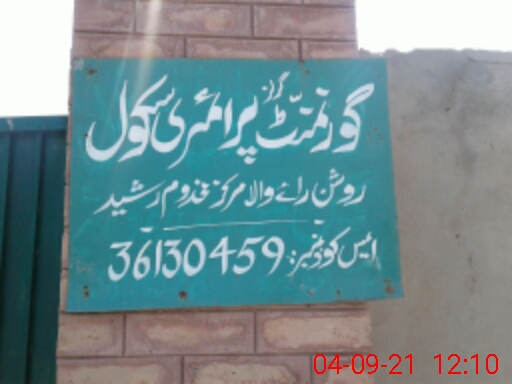 گورنمنٹ گرلز پرائمری سکول
روشن رائے والا مرکز مخدوم رشید
ایس کوڈ نمبر: 36130459
04-09-21 12:10